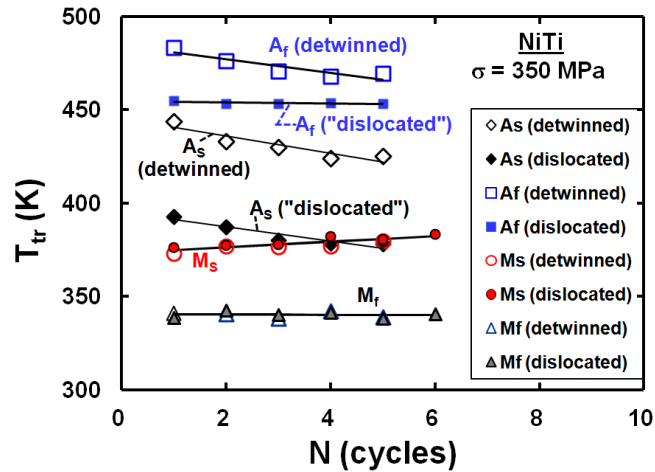 500
450
400
350
300
T_tr (K)
0 2 4 6 8 10
N (cycles)
NiTi
σ = 350 MPa
A_f (detwinned)
A_f ("dislocated")
A_s
(detwinned)
A_s ("dislocated")
M_s
M_f
As (detwinned)
As (dislocated)
Af (detwinned)
Af (dislocated)
Ms (detwinned)
Ms (dislocated)
Mf (detwinned)
Mf (dislocated)